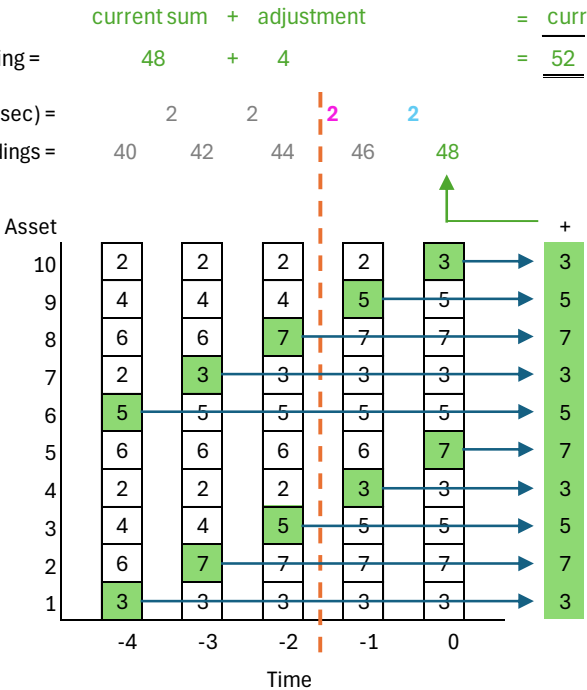 current sum + adjustment = curr
ing = 48 + 4 = 52
sec) = 2 2 2 2
lings = 40 42 44 46 48
Asset +
10 2 2 2 2 3 3
9 4 4 4 5 5 5
8 6 6 7 7 7 7
7 2 3 3 3 3 3
6 5 5 5 5 5 5
5 6 6 6 6 7 7
4 2 2 2 3 3 3
3 4 4 5 5 5 5
2 6 7 7 7 7 7
1 3 3 3 3 3 3
-4 -3 -2 -1 0
Time